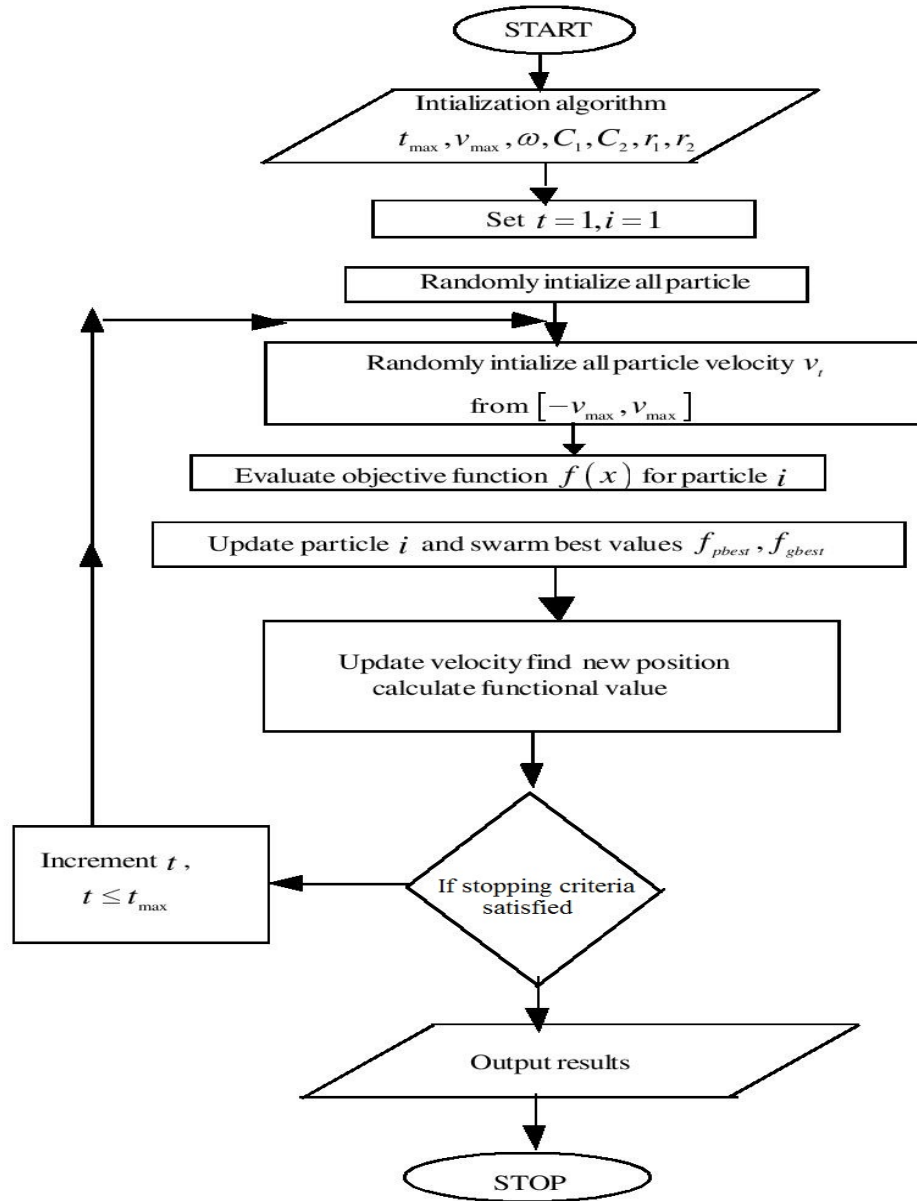 START
Intialization algorithm
t_max, v_max, ω, C_1, C_2, r_1, r_2
Set t = 1, i = 1
Randomly intialize all particle
Randomly intialize all particle velocity v_t
from [−v_max, v_max]
Evaluate objective function f(x) for particle i
Update particle i and swarm best values f_pbest, f_gbest
Update velocity find new position
calculate functional value
Increment t,
t ≤ t_max
If stopping criteria
satisfied
Output results
STOP